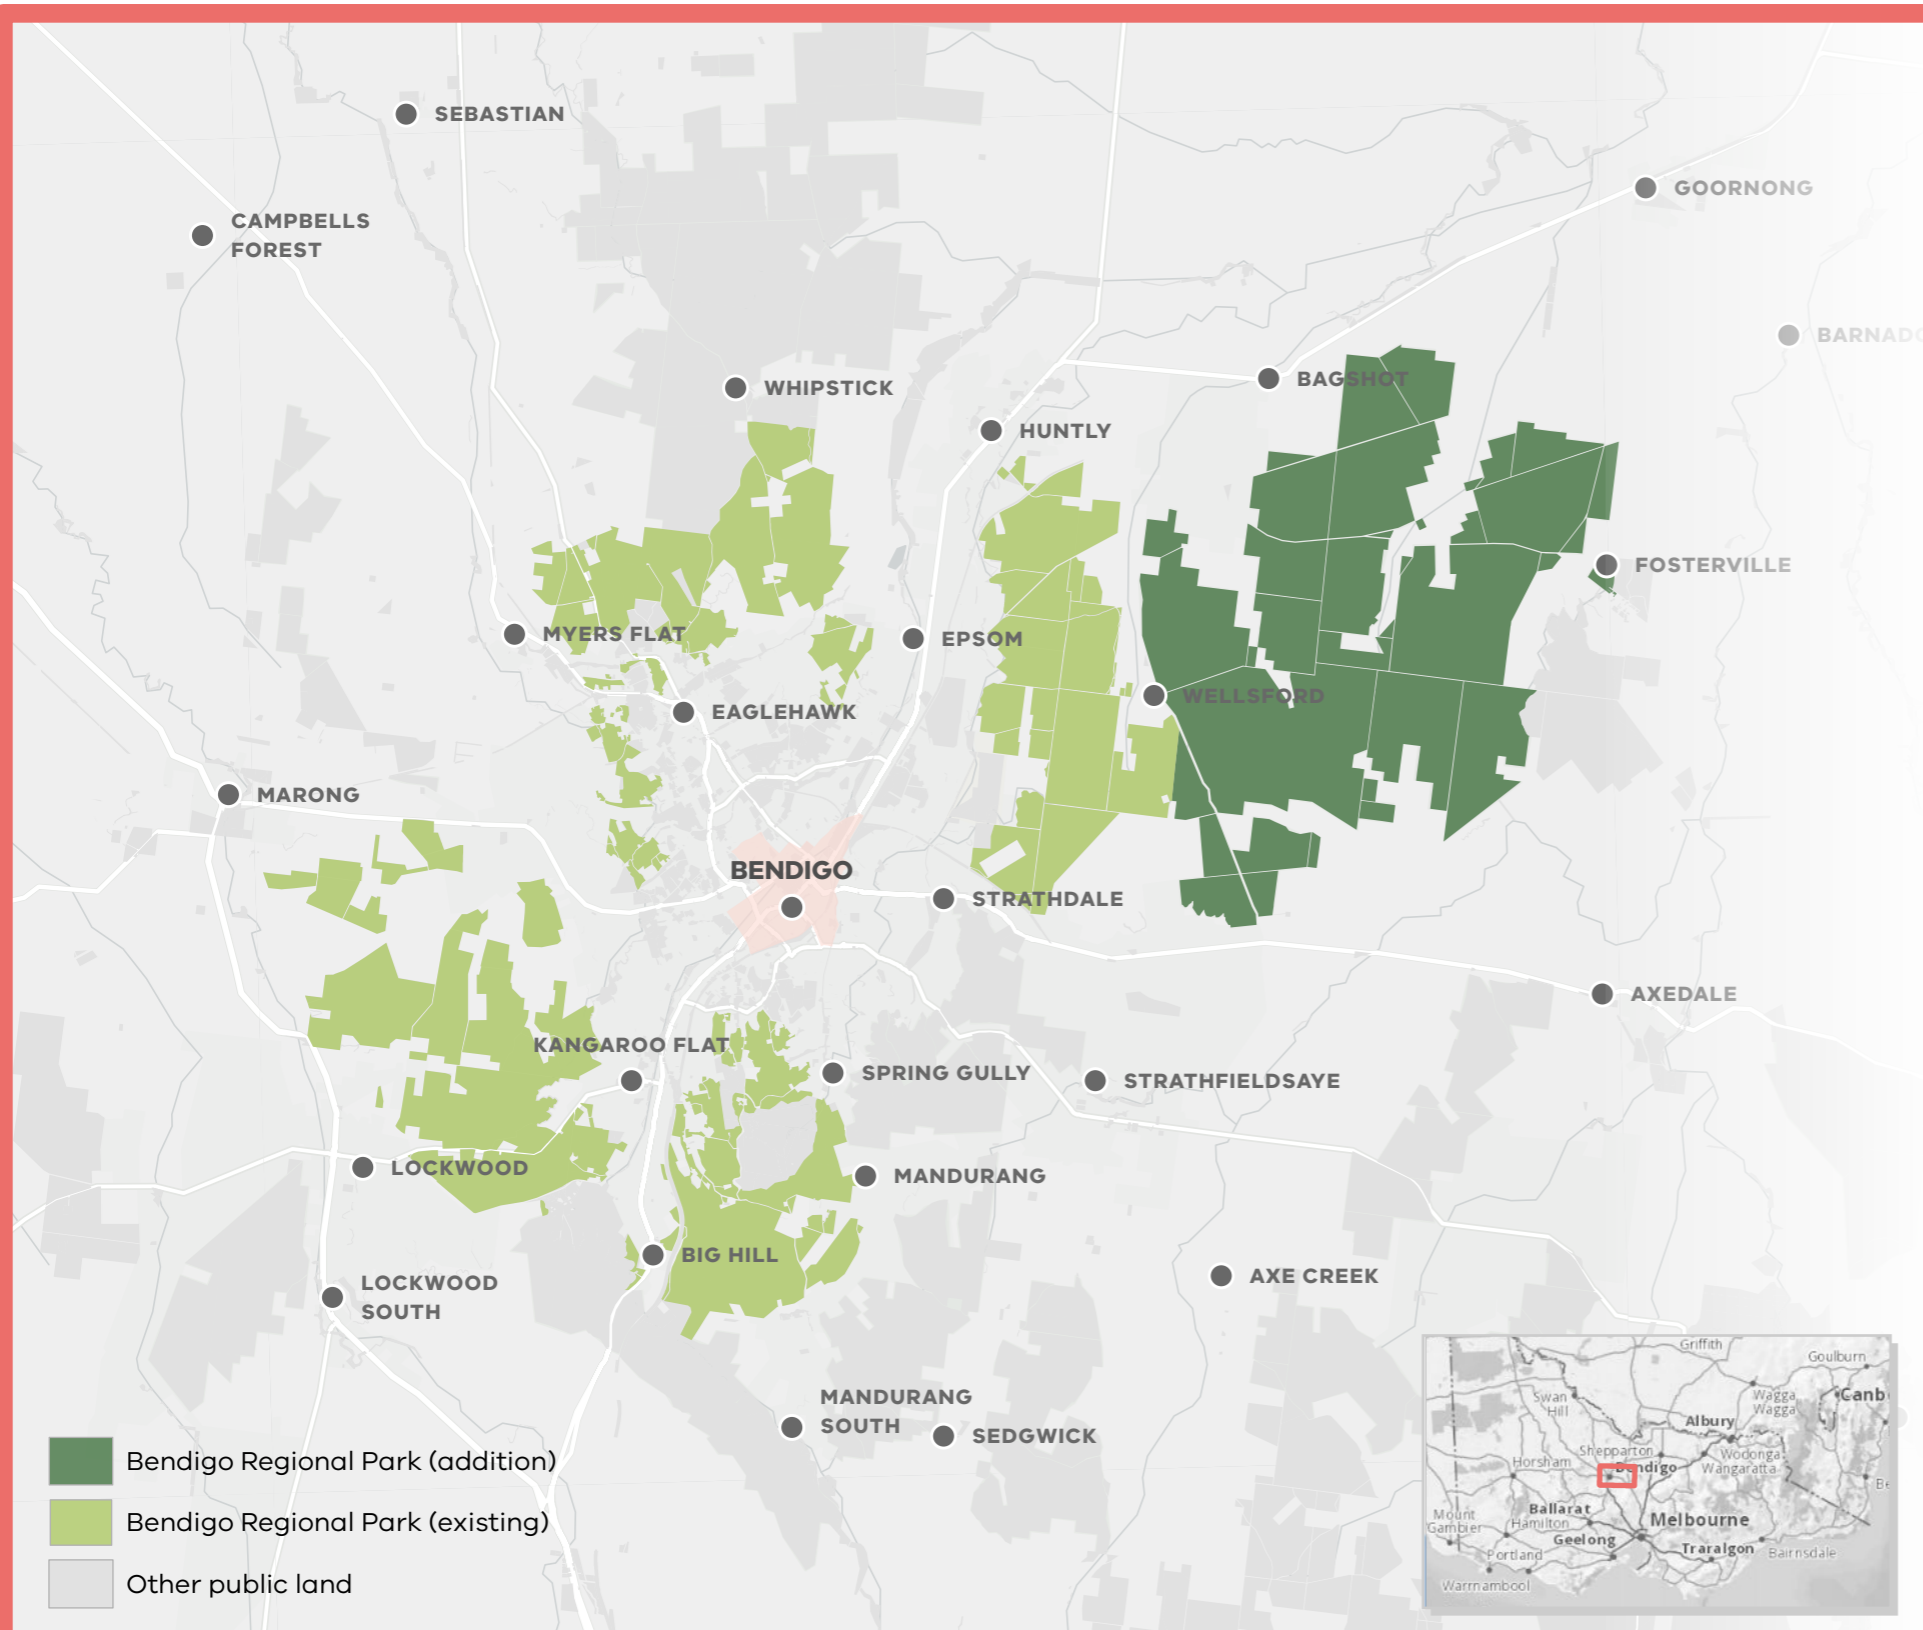 SEBASTIAN
GOORNONG
CAMPBELLS
FOREST
WHIPSTICK
BAGSHOT
HUNTLY
FOSTERVILLE
MYERS FLAT
EPSOM
WELLSFORD
EAGLEHAWK
MARONG
BENDIGO
STRATHDALE
AXEDALE
KANGAROO FLAT
SPRING GULLY
STRATHFIELDSAYE
LOCKWOOD
MANDURANG
BIG HILL
AXE CREEK
LOCKWOOD
SOUTH
MANDURANG
SOUTH
SEDGWICK
Bendigo Regional Park (addition)
Bendigo Regional Park (existing)
Other public land
Griffith
Goulburn
Swan
Hill
Wagga
Wagga
Canb
Albury
Shepparton
Wodonga
Horsham
Bendigo
Wangaratta
Be
Ballarat
Mount
Gambier
Hamilton
Melbourne
Geelong
Traralgon
Bairnsdale
Portland
Warrnambool